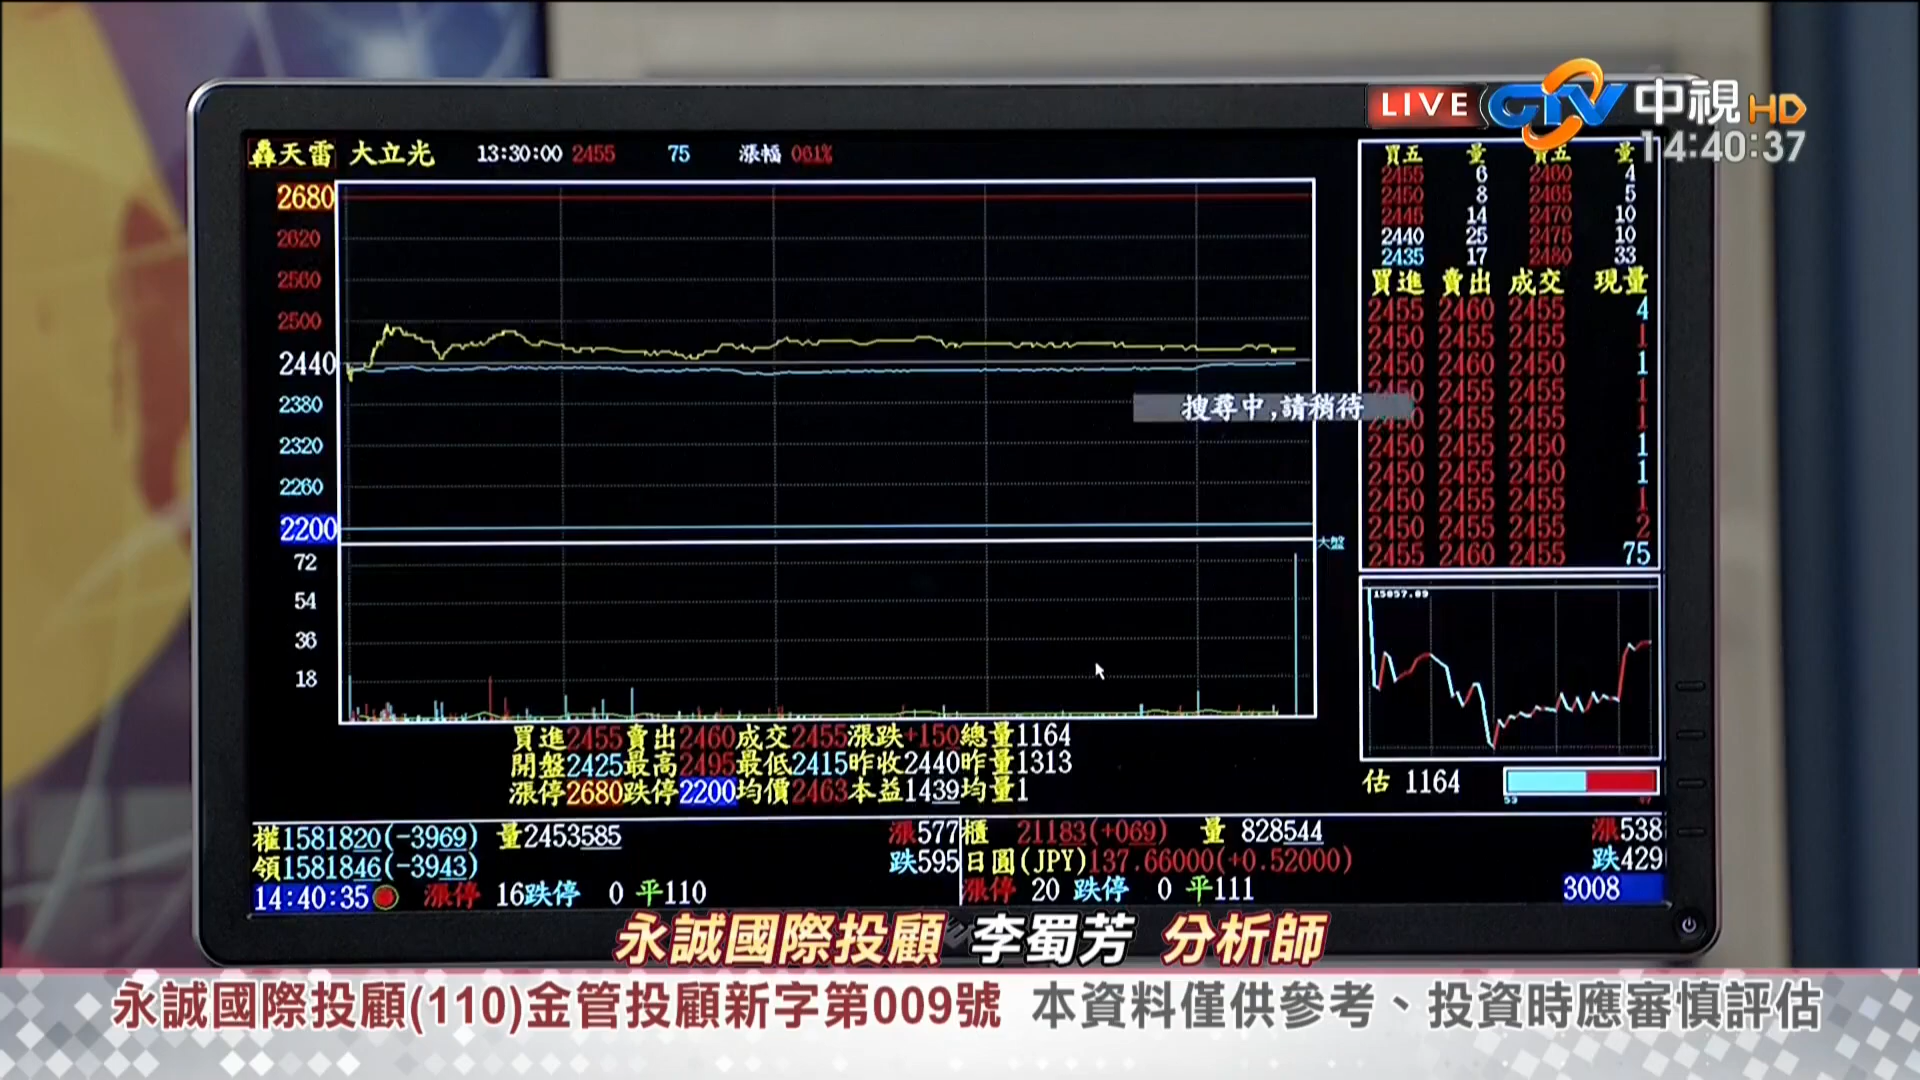 LIVE CTV 中視 HD
14:40:37
轟天雷 大立光 13:30:00 2455 75 漲幅 061%
2680
2620
2560
2500
2440
2380
2320
2260
2200
72
54
36
18
大盤
搜尋中,請稍待
買五 量 買五 量
2455 6 2460 4
2450 8 2465 5
2445 14 2470 10
2440 25 2475 10
2435 17 2480 33
買進 賣出 成交 現量
2455 2460 2455 4
2450 2455 2455 1
2450 2460 2450 1
2450 2455 2455 1
2455 2455 1
2450 2455 2450 1
2450 2455 2450 1
2450 2455 2455 1
2450 2455 2455 2
2455 2460 2455 75
15857.89
估 1164
53 47
買進2455賣出2460成交2455漲跌+150總量1164
開盤2425最高2495最低2415昨收2440昨量1313
漲停2680跌停2200均價2463本益1439均量1
權1581820(-3969) 量2453585 漲577
領1581846(-3943) 跌595
14:40:35 漲停 16跌停 0 平110
櫃 21183(+069) 量 828544 漲538
日圓(JPY)137.66000(+0.52000) 跌429
漲停 20 跌停 0 平111 3008
永誠國際投顧 李蜀芳 分析師
永誠國際投顧(110)金管投顧新字第009號 本資料僅供參考、投資時應審慎評估